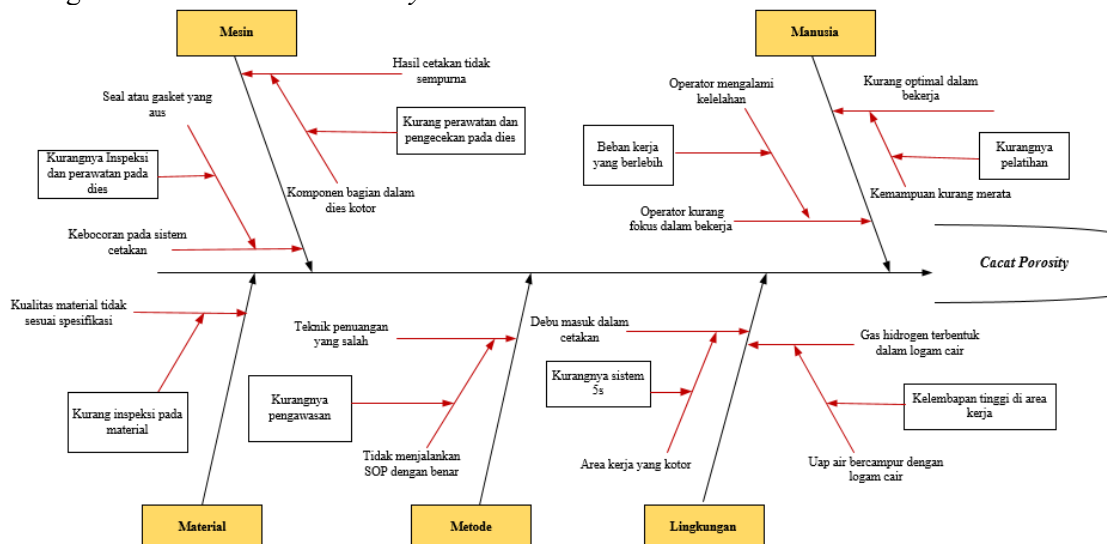 Mesin
Manusia
Hasil cetakan tidak
sempurna
Seal atau gasket yang
aus
Kurang perawatan dan
pengecekan pada dies
Kurangnya Inspeksi
dan perawatan pada
dies
Komponen bagian dalam
dies kotor
Kebocoran pada sistem
cetakan
Operator mengalami
kelelahan
Kurang optimal dalam
bekerja
Beban kerja
yang berlebih
Kurangnya
pelatihan
Kemampuan kurang merata
Operator kurang
fokus dalam bekerja
Cacat Porosity
Kualitas material tidak
sesuai spesifikasi
Kurang inspeksi pada
material
Teknik penuangan
yang salah
Kurangnya
pengawasan
Tidak menjalankan
SOP dengan benar
Debu masuk dalam
cetakan
Kurangnya sistem
5s
Area kerja yang kotor
Gas hidrogen terbentuk
dalam logam cair
Kelembapan tinggi di area
kerja
Uap air bercampur dengan
logam cair
Material
Metode
Lingkungan